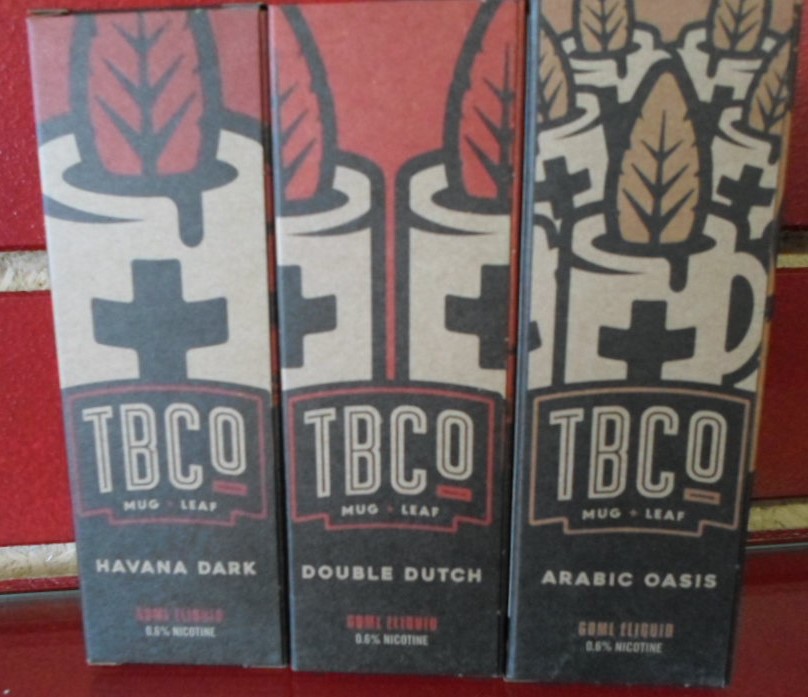 TBCo
MUG + LEAF
HAVANA DARK
60ML ELIQUID
0.6% NICOTINE
TBCo
MUG + LEAF
DOUBLE DUTCH
60ML ELIQUID
0.6% NICOTINE
TBCo
MUG + LEAF
ARABIC OASIS
60ML ELIQUID
0.6% NICOTINE